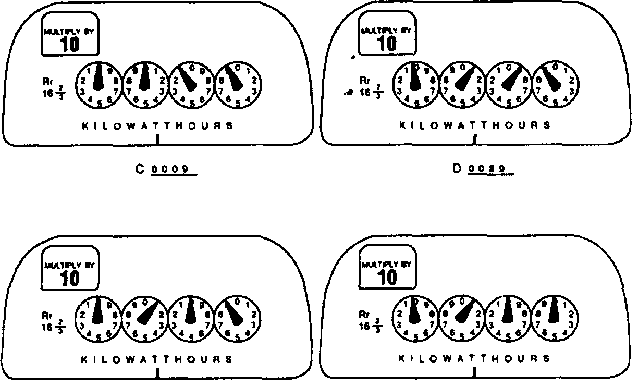 MULTIPLY BY MULTIPLY BY
10 10
Rr Rr
16 2/3 16 2/3
KILOWATTHOURS KILOWATTHOURS
C 0009 D 0089
MULTIPLY BY MULTIPLY BY
10 10
Rr Rr
16 2/3 16 2/3
KILOWATTHOURS KILOWATTHOURS